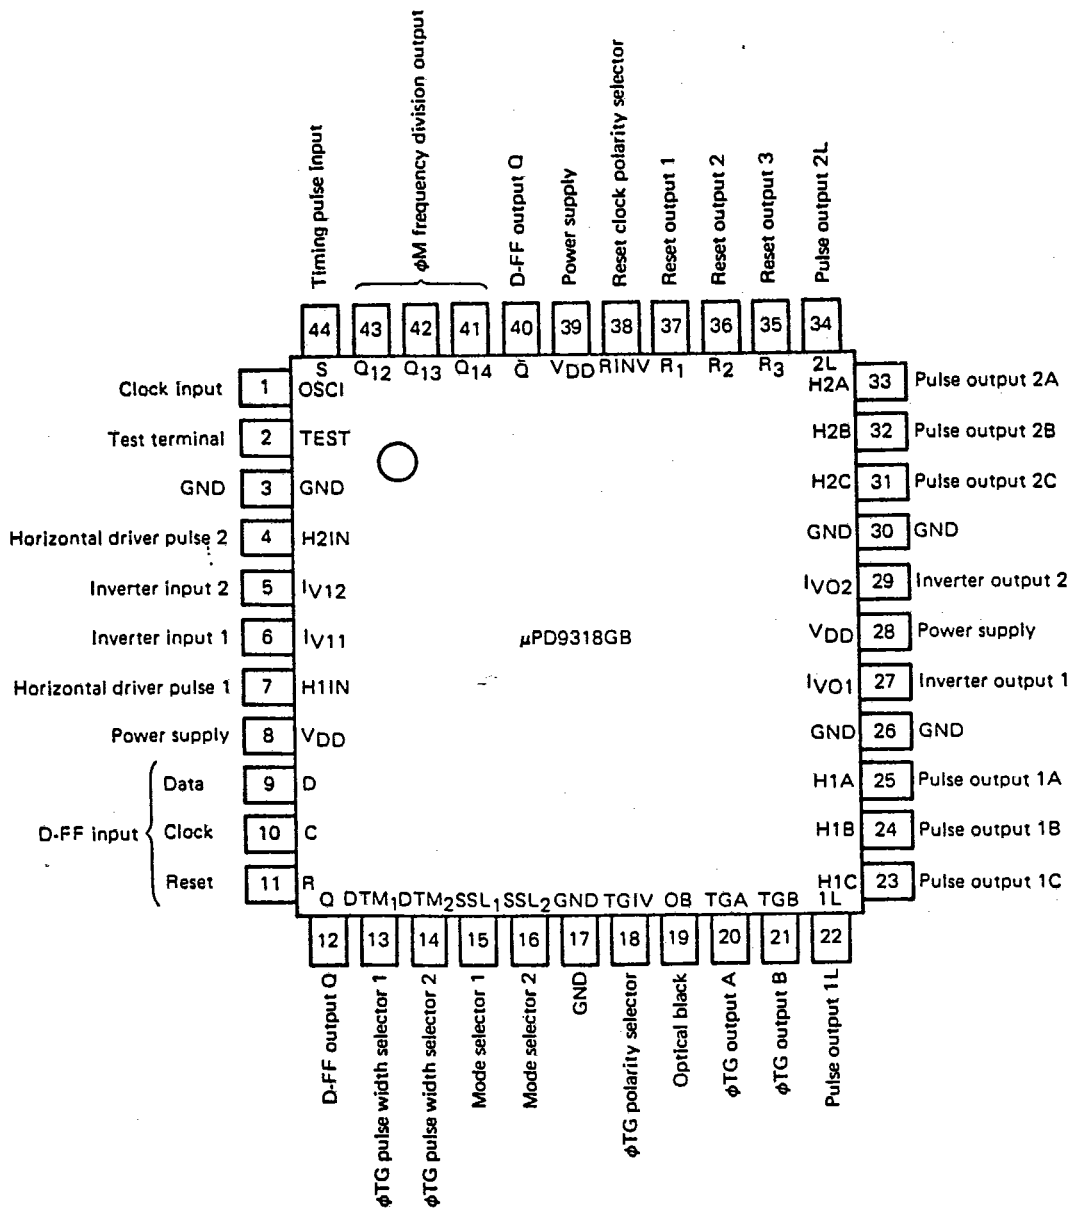 Timing pulse Input
φM frequency division output
D-FF output Q
Power supply
Reset clock polarity selector
Reset output 1
Reset output 2
Reset output 3
Pulse output 2L
44 43 42 41 40 39 38 37 36 35 34
S Q12 Q13 Q14 Q̄ VDD RINV R1 R2 R3 2L
Clock input 1 OSCI
Test terminal 2 TEST
GND 3 GND
Horizontal driver pulse 2 4 H2IN
Inverter input 2 5 IV12
Inverter input 1 6 IV11
Horizontal driver pulse 1 7 H1IN
Power supply 8 VDD
D-FF input
Data 9 D
Clock 10 C
Reset 11 R
μPD9318GB
H2A 33 Pulse output 2A
H2B 32 Pulse output 2B
H2C 31 Pulse output 2C
GND 30 GND
IVO2 29 Inverter output 2
VDD 28 Power supply
IVO1 27 Inverter output 1
GND 26 GND
H1A 25 Pulse output 1A
H1B 24 Pulse output 1B
H1C 23 Pulse output 1C
Q DTM1 DTM2 SSL1 SSL2 GND TGIV OB TGA TGB 1L
12 13 14 15 16 17 18 19 20 21 22
D-FF output Q
φTG pulse width selector 1
φTG pulse width selector 2
Mode selector 1
Mode selector 2
GND
φTG polarity selector
Optical black
φTG output A
φTG output B
Pulse output 1L